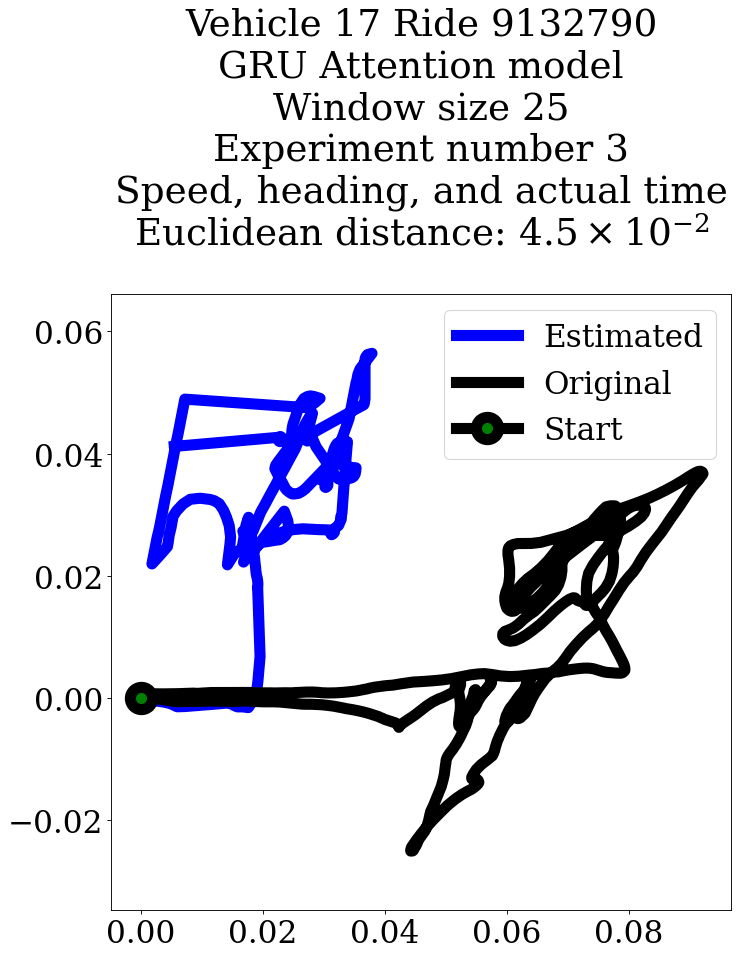 Vehicle 17 Ride 9132790
GRU Attention model
Window size 25
Experiment number 3
Speed, heading, and actual time
Euclidean distance: 4.5 × 10⁻²
Estimated
Original
Start
0.06
0.04
0.02
0.00
−0.02
0.00 0.02 0.04 0.06 0.08